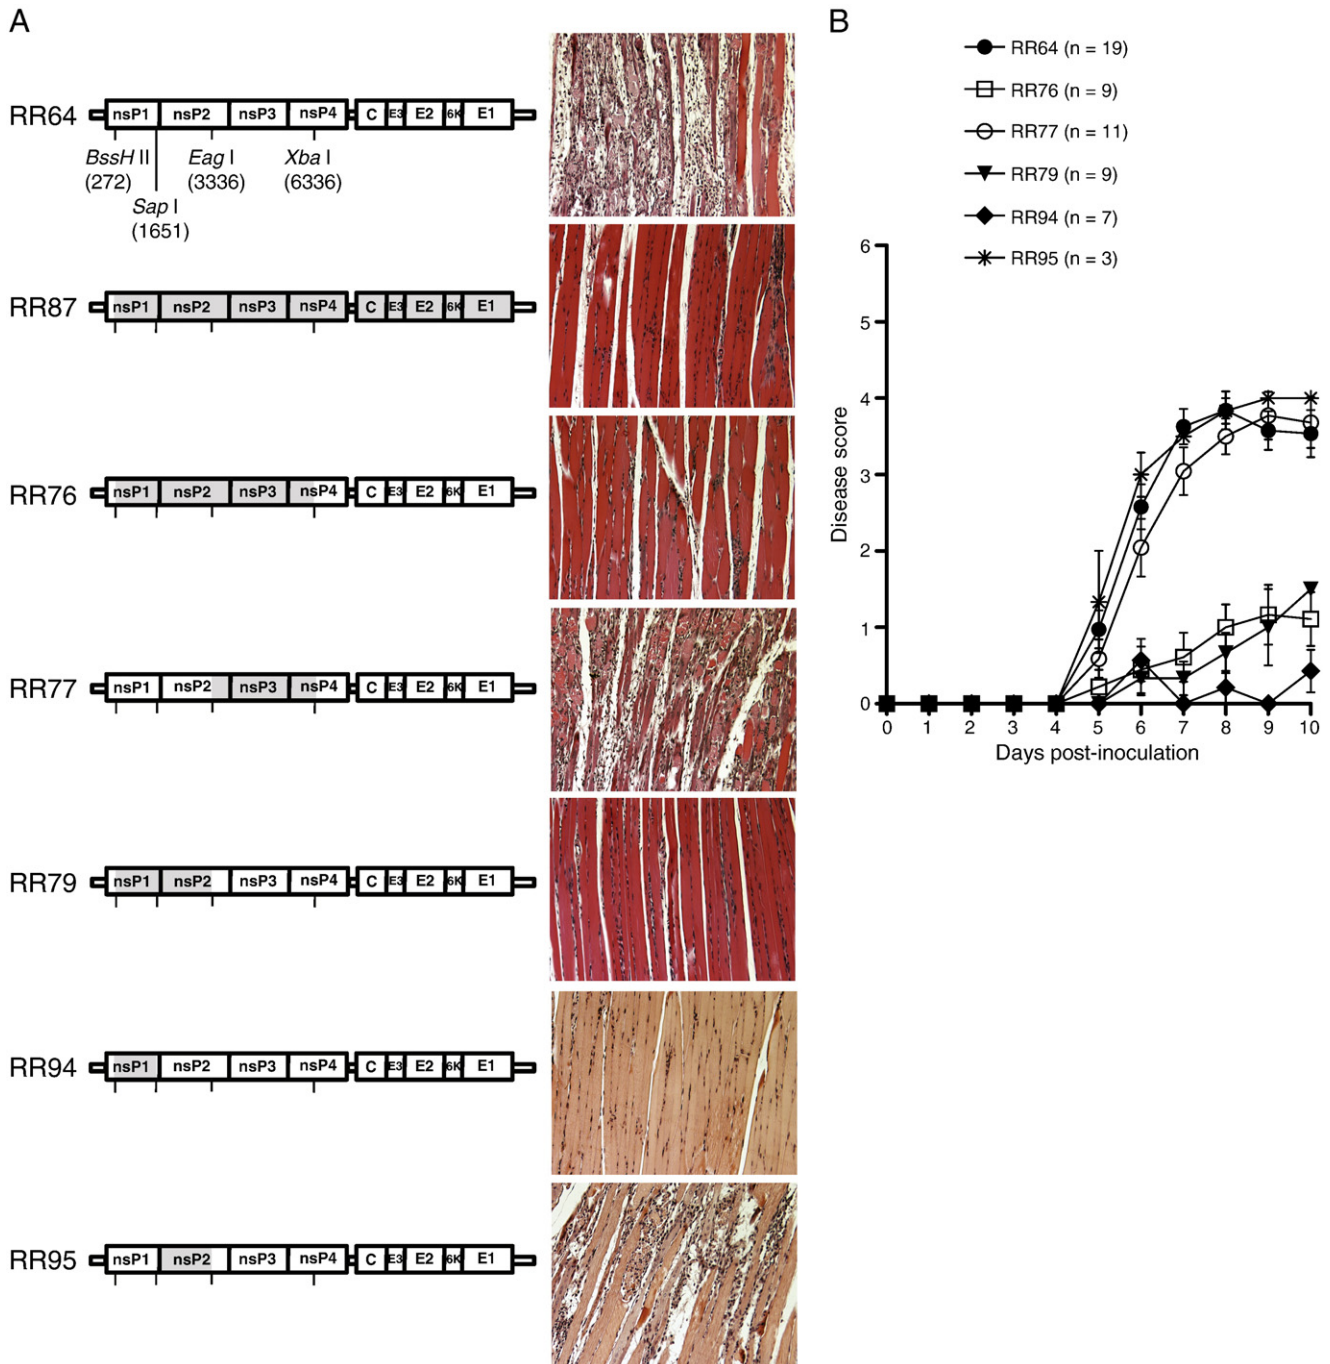 A
RR64 nsP1 nsP2 nsP3 nsP4 C E3 E2 6K E1
BssH II Eag I Xba I
(272) (3336) (6336)
Sap I
(1651)
RR87 nsP1 nsP2 nsP3 nsP4 C E3 E2 6K E1
RR76 nsP1 nsP2 nsP3 nsP4 C E3 E2 6K E1
RR77 nsP1 nsP2 nsP3 nsP4 C E3 E2 6K E1
RR79 nsP1 nsP2 nsP3 nsP4 C E3 E2 6K E1
RR94 nsP1 nsP2 nsP3 nsP4 C E3 E2 6K E1
RR95 nsP1 nsP2 nsP3 nsP4 C E3 E2 6K E1
B
RR64 (n = 19)
RR76 (n = 9)
RR77 (n = 11)
RR79 (n = 9)
RR94 (n = 7)
RR95 (n = 3)
Disease score
6
5
4
3
2
1
0
0 1 2 3 4 5 6 7 8 9 10
Days post-inoculation